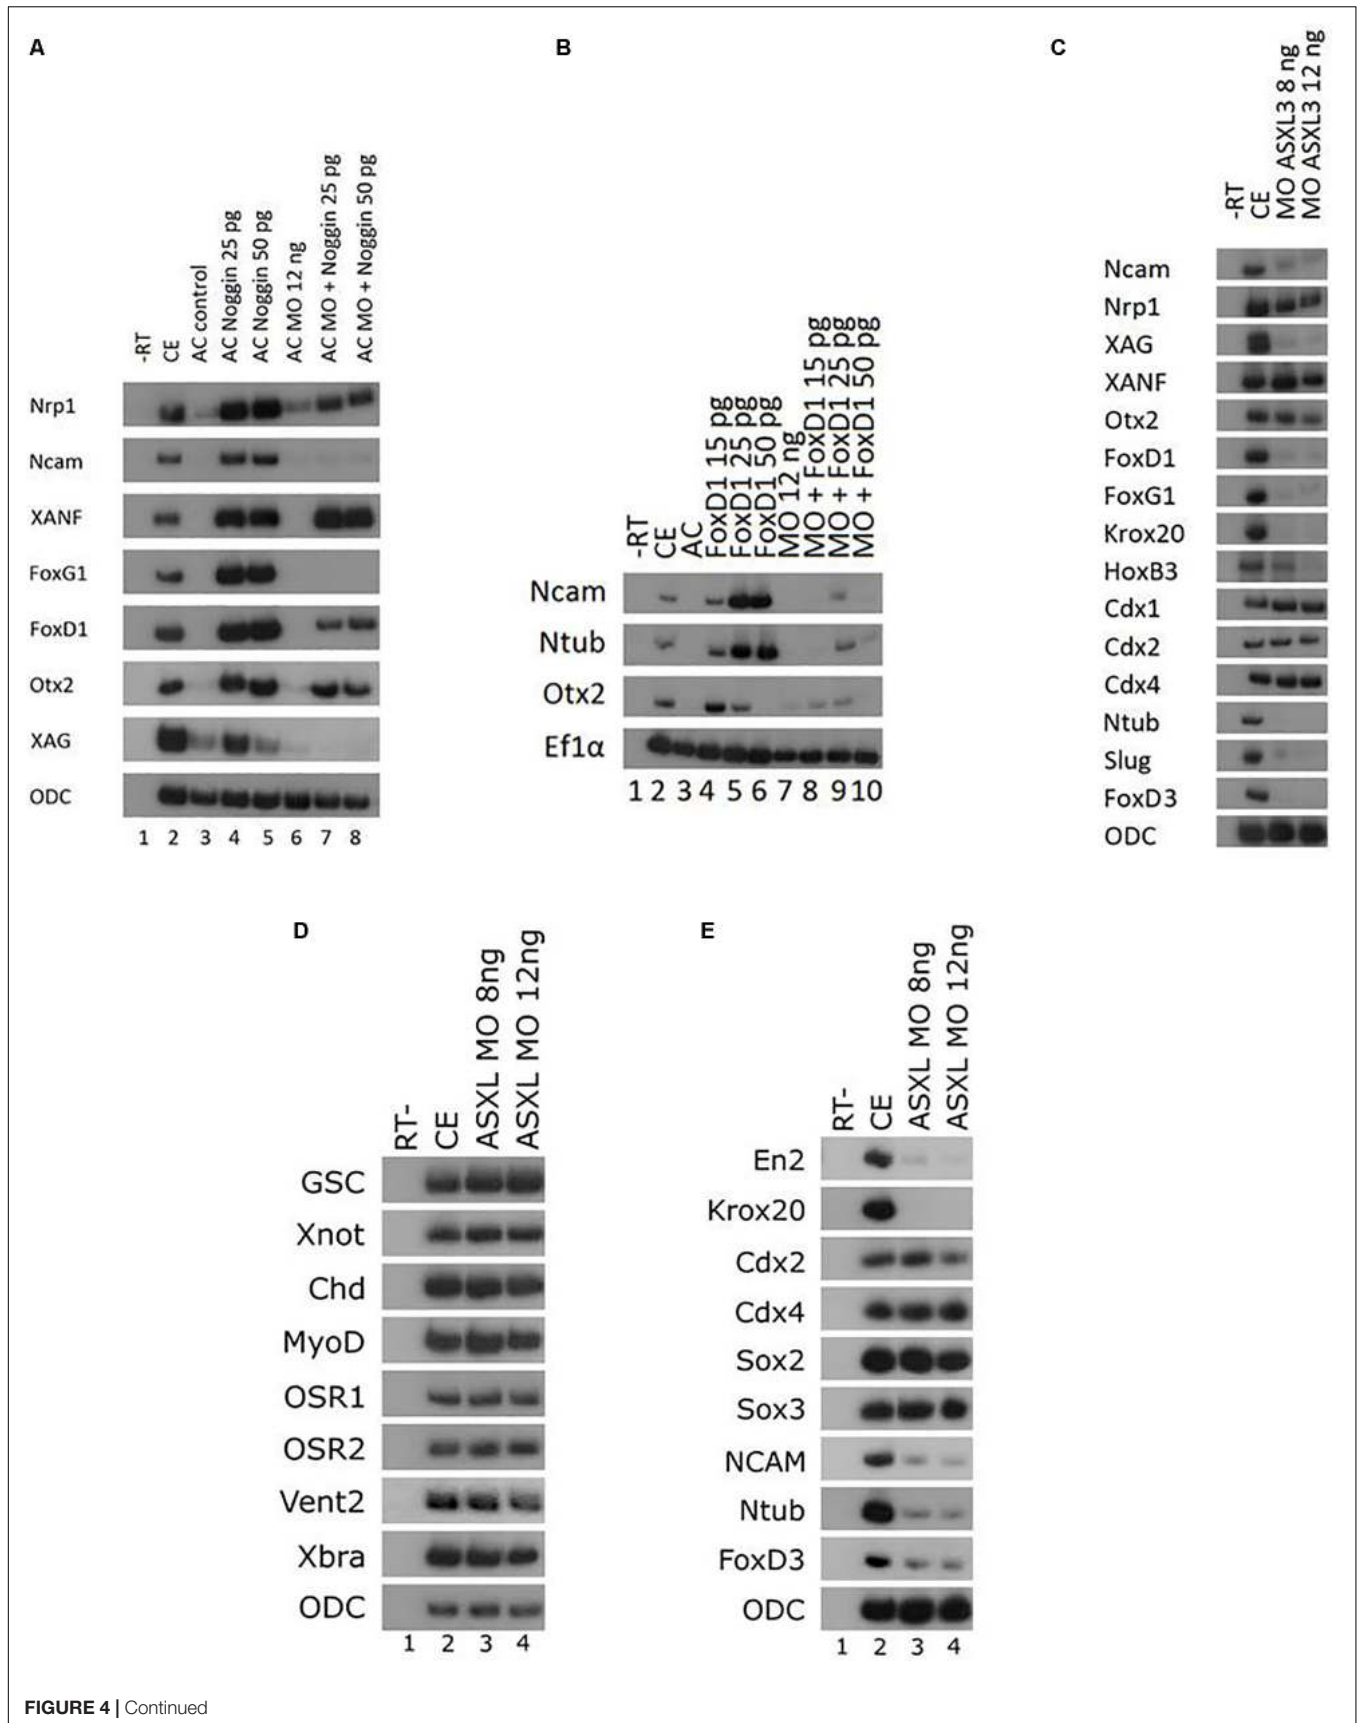 A
-RT
CE
AC control
AC Noggin 25 pg
AC Noggin 50 pg
AC MO 12 ng
AC MO + Noggin 25 pg
AC MO + Noggin 50 pg
Nrp1
Ncam
XANF
FoxG1
FoxD1
Otx2
XAG
ODC
1 2 3 4 5 6 7 8
B
-RT
CE
AC
FoxD1 15 pg
FoxD1 25 pg
FoxD1 50 pg
MO 12 ng
MO + FoxD1 15 pg
MO + FoxD1 25 pg
MO + FoxD1 50 pg
Ncam
Ntub
Otx2
Ef1α
1 2 3 4 5 6 7 8 9 10
C
-RT
CE
MO ASXL3 8 ng
MO ASXL3 12 ng
Ncam
Nrp1
XAG
XANF
Otx2
FoxD1
FoxG1
Krox20
HoxB3
Cdx1
Cdx2
Cdx4
Ntub
Slug
FoxD3
ODC
D
RT-
CE
ASXL MO 8ng
ASXL MO 12ng
GSC
Xnot
Chd
MyoD
OSR1
OSR2
Vent2
Xbra
ODC
1 2 3 4
E
RT-
CE
ASXL MO 8ng
ASXL MO 12ng
En2
Krox20
Cdx2
Cdx4
Sox2
Sox3
NCAM
Ntub
FoxD3
ODC
1 2 3 4
FIGURE 4 | Continued